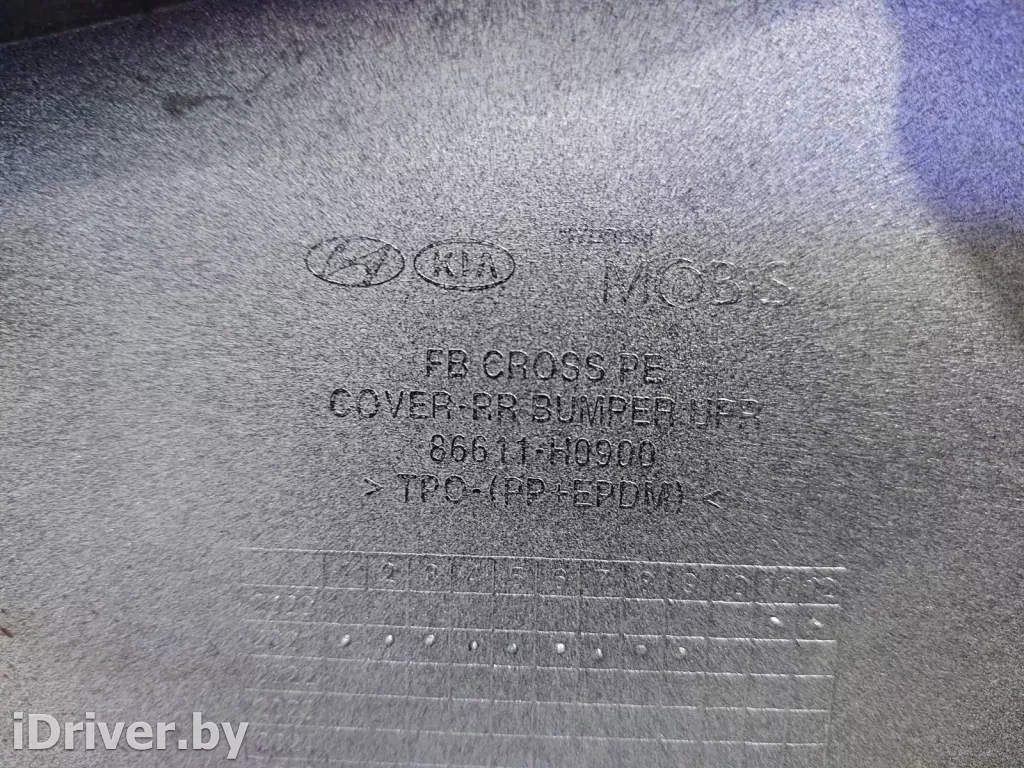 KIA
HYUNDAI
MOBIS
FB CROSS PE
COVER-RR BUMPER UPR
86611-H0900
> TPO-(PP+EPDM) <
1 2 3 4 5 6 7 8 9 10 11 12
iDriver.by